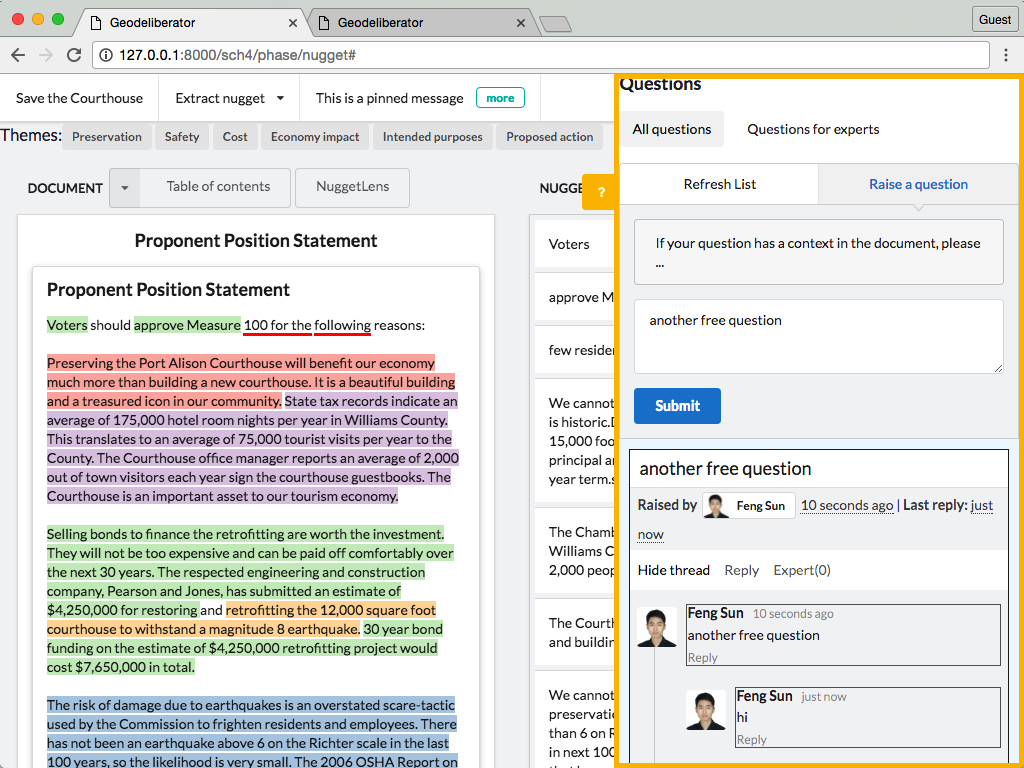 Geodeliberator
Geodeliberator
Guest
127.0.0.1:8000/sch4/phase/nugget#
Save the Courthouse
Extract nugget
This is a pinned message
more
Themes:
Preservation
Safety
Cost
Economy impact
Intended purposes
Proposed action
DOCUMENT
Table of contents
NuggetLens
Proponent Position Statement
Proponent Position Statement
Voters should approve Measure 100 for the following reasons:
Preserving the Port Alison Courthouse will benefit our economy
much more than building a new courthouse. It is a beautiful building
and a treasured icon in our community. State tax records indicate an
average of 175,000 hotel room nights per year in Williams County.
This translates to an average of 75,000 tourist visits per year to the
County. The Courthouse office manager reports an average of 2,000
out of town visitors each year sign the courthouse guestbooks. The
Courthouse is an important asset to our tourism economy.
Selling bonds to finance the retrofitting are worth the investment.
They will not be too expensive and can be paid off comfortably over
the next 30 years. The respected engineering and construction
company, Pearson and Jones, has submitted an estimate of
$4,250,000 for restoring and retrofitting the 12,000 square foot
courthouse to withstand a magnitude 8 earthquake. 30 year bond
funding on the estimate of $4,250,000 retrofitting project would
cost $7,650,000 in total.
The risk of damage due to earthquakes is an overstated scare-tactic
used by the Commission to frighten residents and employees. There
has not been an earthquake above 6 on the Richter scale in the last
100 years, so the likelihood is very small. The 2006 OSHA Report on
NUGGE
?
Voters
approve M
few reside
We cannot
is historic.
15,000 foo
principal a
year term.s
The Chamb
Williams C
2,000 peop
The Court
and buildin
We cannot
preservati
than 6 on R
in next 100
Questions
All questions
Questions for experts
Refresh List
Raise a question
If your question has a context in the document, please
...
another free question
Submit
another free question
Raised by Feng Sun 10 seconds ago | Last reply: just
now
Hide thread Reply Expert(0)
Feng Sun 10 seconds ago
another free question
Reply
Feng Sun just now
hi
Reply